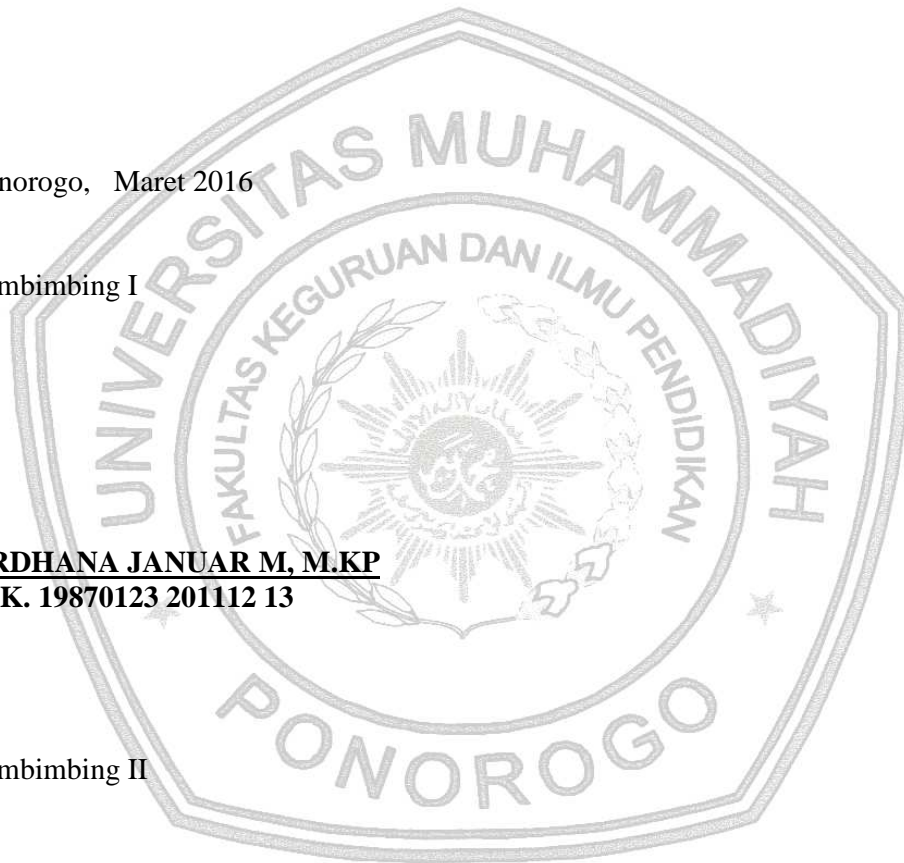 norogo, Maret 2016
mbimbing I
RDHANA JANUAR M, M.KP
K. 19870123 201112 13
mbimbing II
UNIVERSITAS MUHAMMADIYAH
FAKULTAS KEGURUAN DAN ILMU PENDIDIKAN
PONOROGO